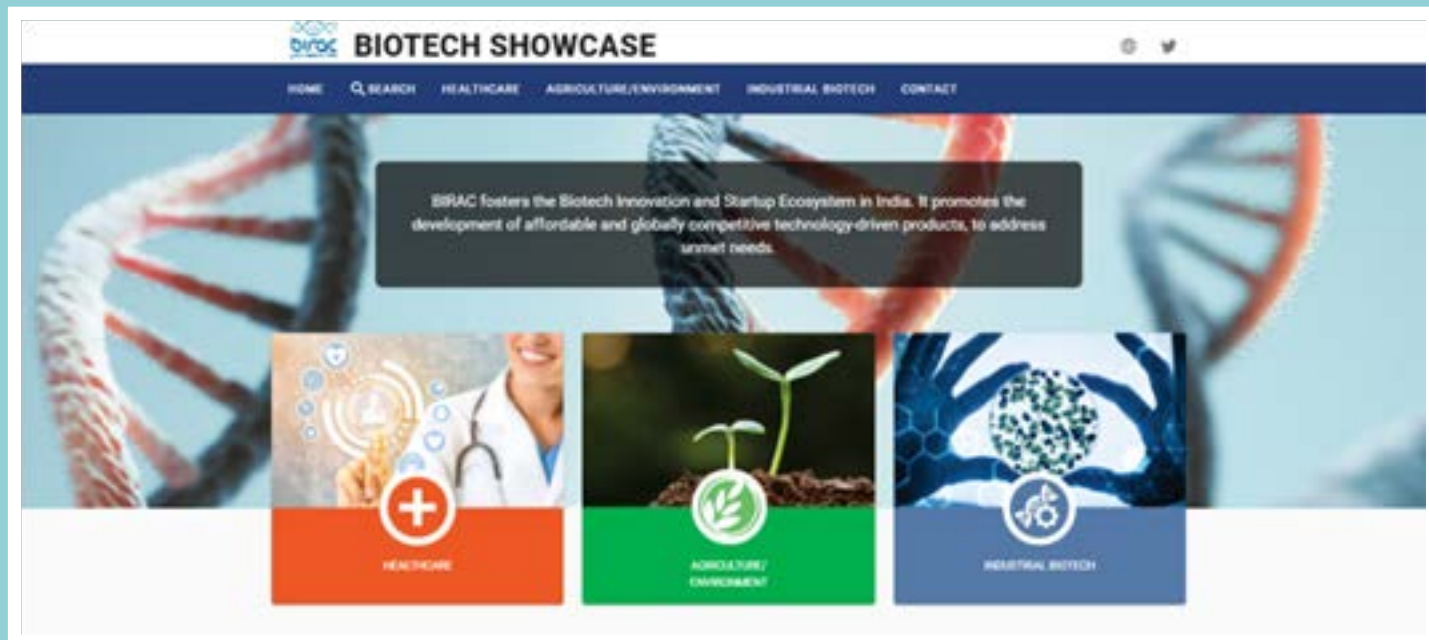 birac
BIOTECH SHOWCASE
HOME SEARCH HEALTHCARE AGRICULTURE/ENVIRONMENT INDUSTRIAL BIOTECH CONTACT
BIRAC fosters the Biotech Innovation and Startup Ecosystem in India. It promotes the
development of affordable and globally competitive technology-driven products, to address
unmet needs.
HEALTHCARE
AGRICULTURE/
ENVIRONMENT
INDUSTRIAL BIOTECH